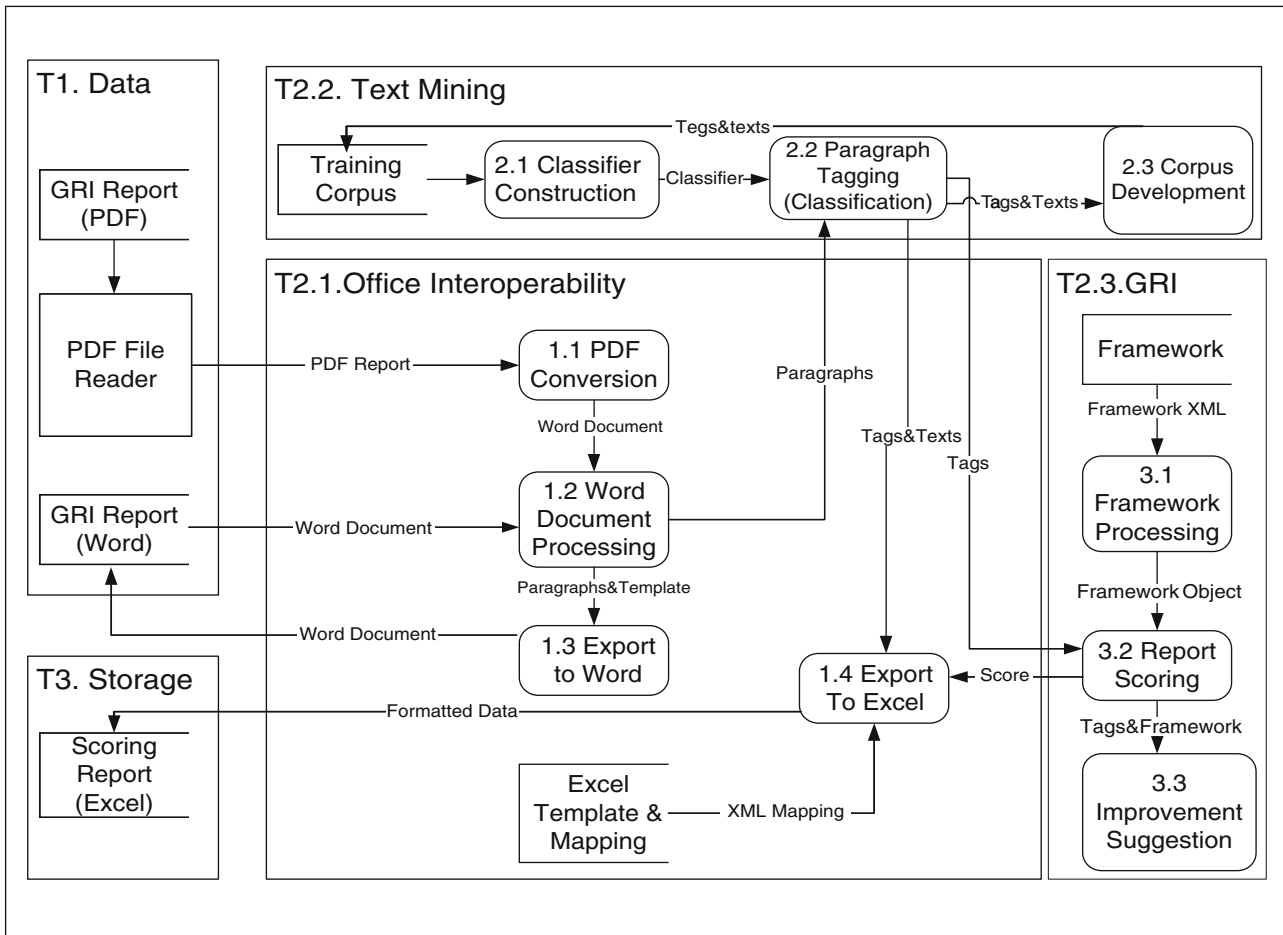 T1. Data
GRI Report
(PDF)
PDF File
Reader
GRI Report
(Word)
T3. Storage
Scoring
Report
(Excel)
T2.2. Text Mining
Tegs&texts
Training
Corpus
2.1 Classifier
Construction
Classifier
2.2 Paragraph
Tagging
(Classification)
Tags&Texts
2.3 Corpus
Development
T2.1.Office Interoperability
PDF Report
1.1 PDF
Conversion
Word Document
Word Document
1.2 Word
Document
Processing
Paragraphs
Paragraphs&Template
Word Document
1.3 Export
to Word
Tags&Texts
Tags
1.4 Export
To Excel
Score
Formatted Data
Excel
Template &
Mapping
XML Mapping
T2.3.GRI
Framework
Framework XML
3.1
Framework
Processing
Framework Object
3.2 Report
Scoring
Tags&Framework
3.3
Improvement
Suggestion